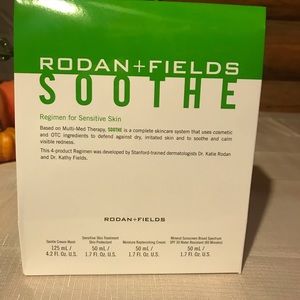 RODAN+FIELDS
SOOTHE
Regimen for Sensitive Skin
Based on Multi-Med Therapy, SOOTHE is a complete skincare system that uses cosmetic
and OTC ingredients to defend against dry, irritated skin and to soothe and calm
visible redness.
This 4-product Regimen was developed by Stanford-trained dermatologists Dr. Katie Rodan
and Dr. Kathy Fields.
RODAN+FIELDS
Gentle Cream Wash
125 mL /
4.2 Fl. Oz. U.S.
Sensitive Skin Treatment
Skin Protectant
50 mL /
1.7 Fl. Oz. U.S.
Moisture Replenishing Cream
50 mL /
1.7 Fl. Oz. U.S.
Mineral Sunscreen Broad Spectrum
SPF 30 Water Resistant (40 Minutes)
50 mL /
1.7 Fl. Oz. U.S.